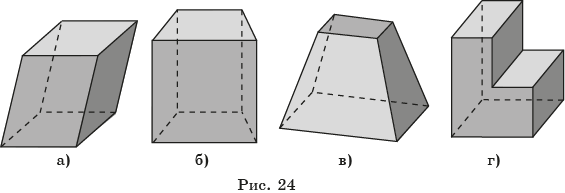 а) б) в) г)
Рис. 24